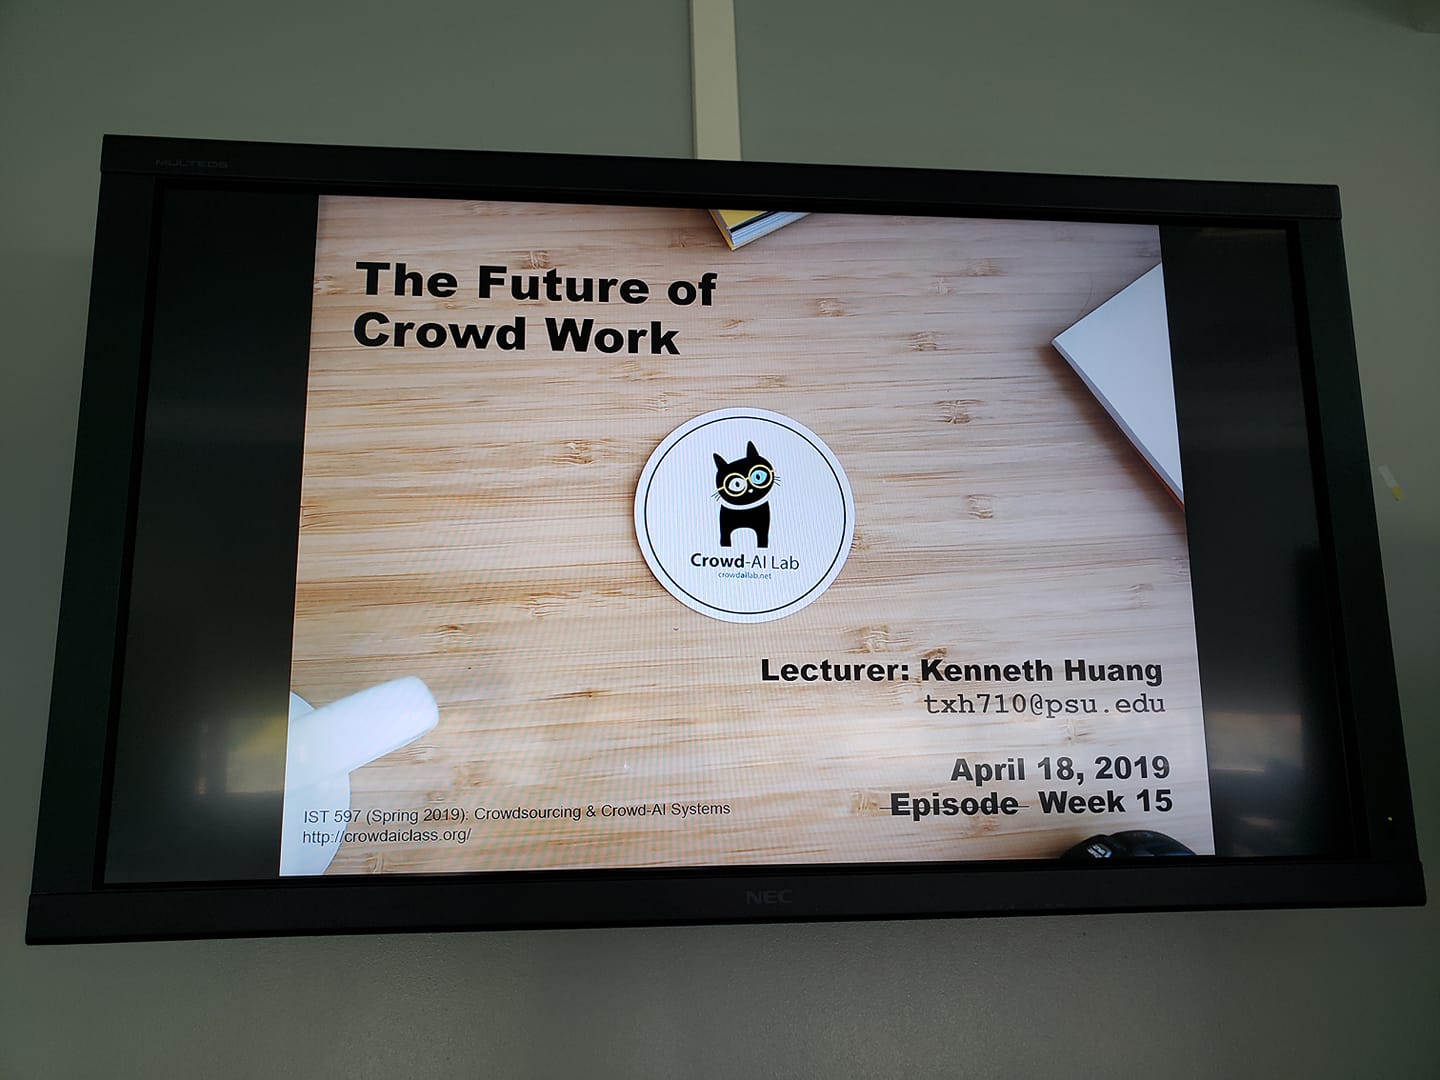 MULTEOS
The Future of
Crowd Work
Crowd-AI Lab
crowdailab.net
Lecturer: Kenneth Huang
txh710@psu.edu
April 18, 2019
Episode Week 15
IST 597 (Spring 2019): Crowdsourcing & Crowd-AI Systems
http://crowdaiclass.org/
NEC